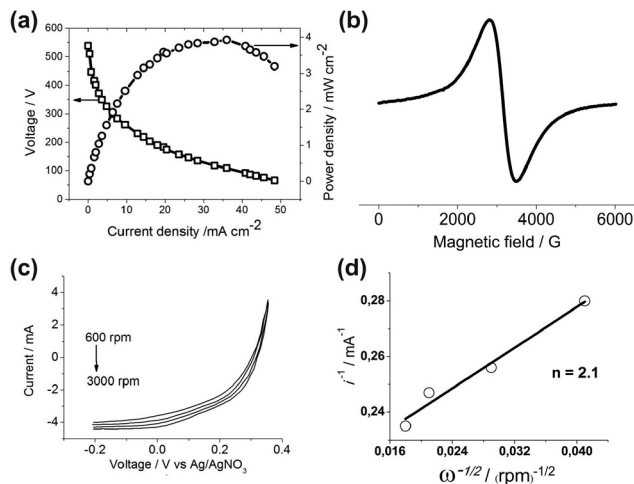 (a)
600
500
400
300
200
100
0
Voltage / V
0 10 20 30 40 50
Current density /mA cm-2
4
3
2
1
0
Power density / mW cm-2
(b)
0 2000 4000 6000
Magnetic field / G
(c)
4
2
0
-2
-4
Current / mA
600 rpm
3000 rpm
-0.2 0.0 0.2 0.4
Voltage / V vs Ag/AgNO3
(d)
0,28
0,26
0,24
i-1 / mA-1
n = 2.1
0,016 0,024 0,032 0,040
ω-1/2 / (rpm)-1/2